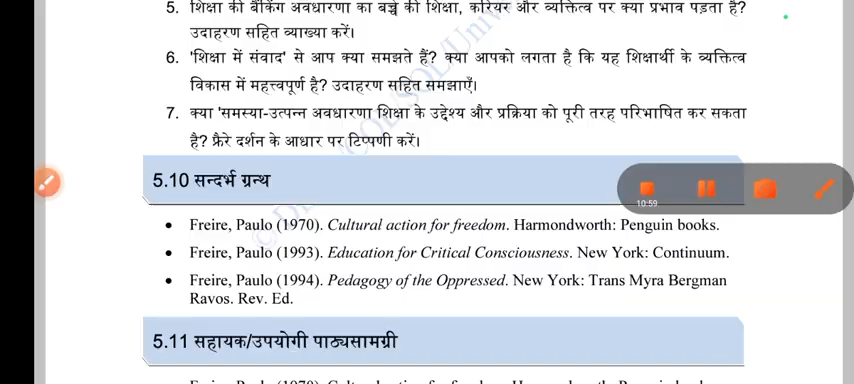 5. शिक्षा की बैंकिंग अवधारणा का बच्चे की शिक्षा, करियर और व्यक्तित्व पर क्या प्रभाव पड़ता है?
उदाहरण सहित व्याख्या करें।
6. 'शिक्षा में संवाद' से आप क्या समझते हैं? क्या आपको लगता है कि यह शिक्षार्थी के व्यक्तित्व
विकास में महत्त्वपूर्ण है? उदाहरण सहित समझाएँ।
7. क्या 'समस्या-उत्पन्न अवधारणा शिक्षा के उद्देश्य और प्रक्रिया को पूरी तरह परिभाषित कर सकता
है? फ्रैरे दर्शन के आधार पर टिप्पणी करें।
5.10 सन्दर्भ ग्रन्थ
10:59
• Freire, Paulo (1970). Cultural action for freedom. Harmondworth: Penguin books.
• Freire, Paulo (1993). Education for Critical Consciousness. New York: Continuum.
• Freire, Paulo (1994). Pedagogy of the Oppressed. New York: Trans Myra Bergman
Ravos. Rev. Ed.
5.11 सहायक/उपयोगी पाठ्यसामग्री